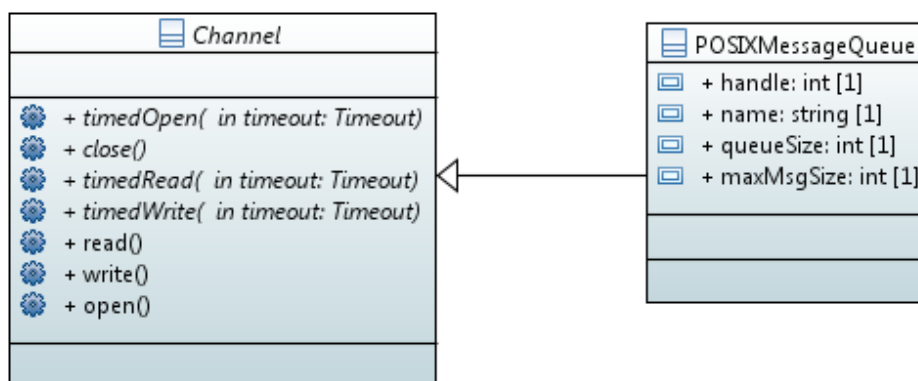 Channel
+ timedOpen( in timeout: Timeout)
+ close()
+ timedRead( in timeout: Timeout)
+ timedWrite( in timeout: Timeout)
+ read()
+ write()
+ open()
POSIXMessageQueue
+ handle: int [1]
+ name: string [1]
+ queueSize: int [1]
+ maxMsgSize: int [1]